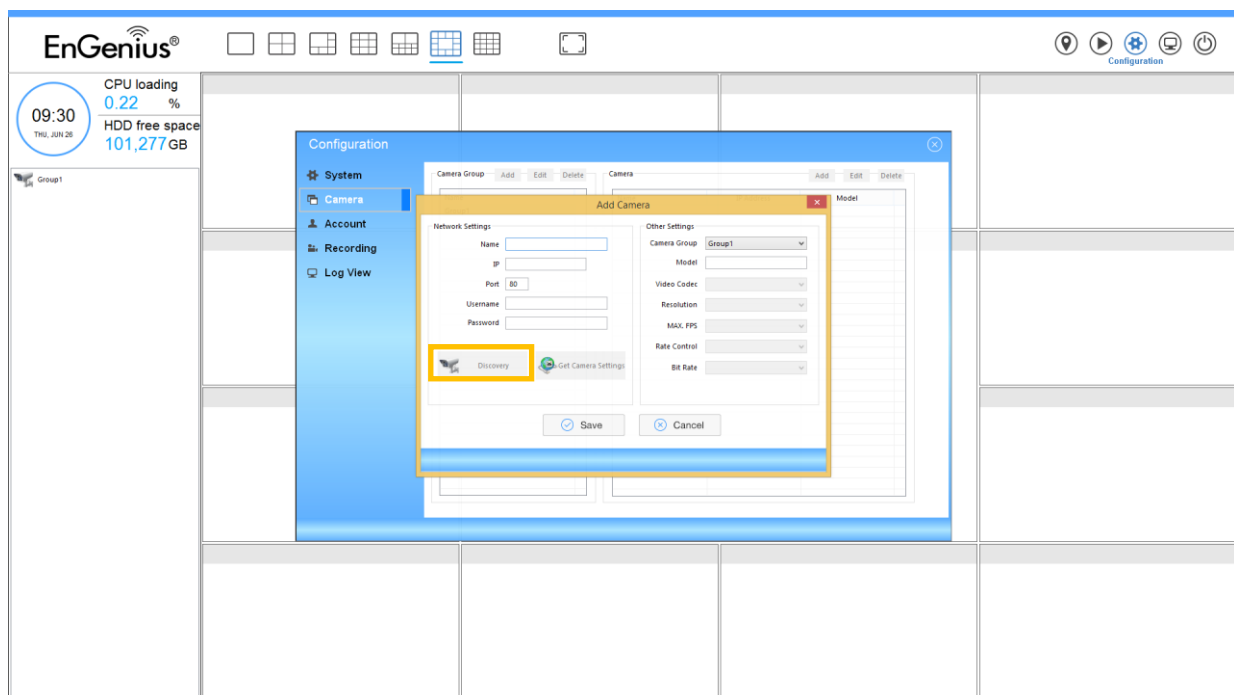 EnGenius®
Configuration
CPU loading
0.22 %
09:30
THU, JUN 26
HDD free space
101,277 GB
Group1
Configuration
System
Camera
Account
Recording
Log View
Camera Group Add Edit Delete
Camera Add Edit Delete
Model
Add Camera
Network Settings
Name
IP
Port 80
Username
Password
Discovery
Get Camera Settings
Other Settings
Camera Group Group1
Model
Video Codec
Resolution
MAX. FPS
Rate Control
Bit Rate
Save
Cancel